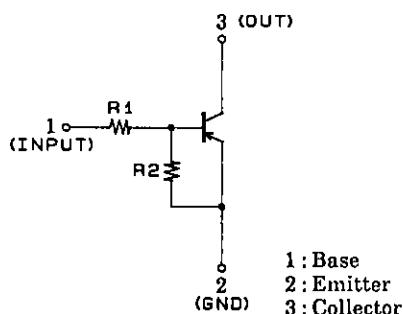 3 (OUT)
R1
1
(INPUT)
R2
2
(GND)
1 : Base
2 : Emitter
3 : Collector